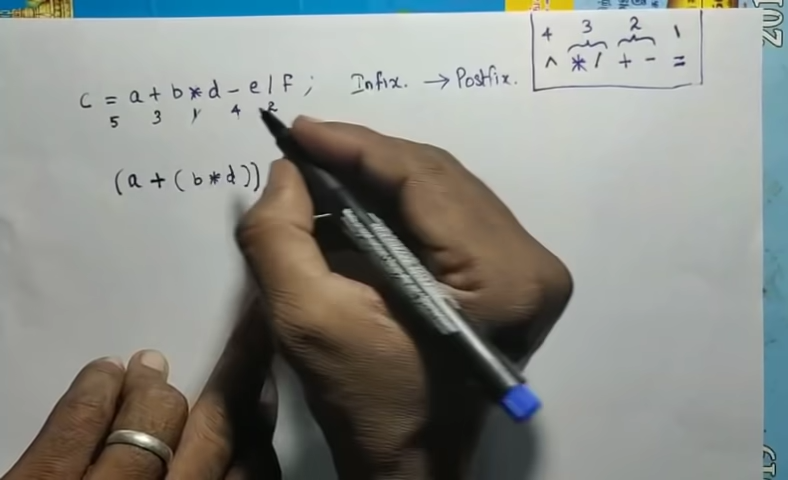 4 3 2 1
^ * / + - =
c = a + b * d - e / f ; Infix. → Postfix.
5 3 1 4 2
(a + ( b * d ))